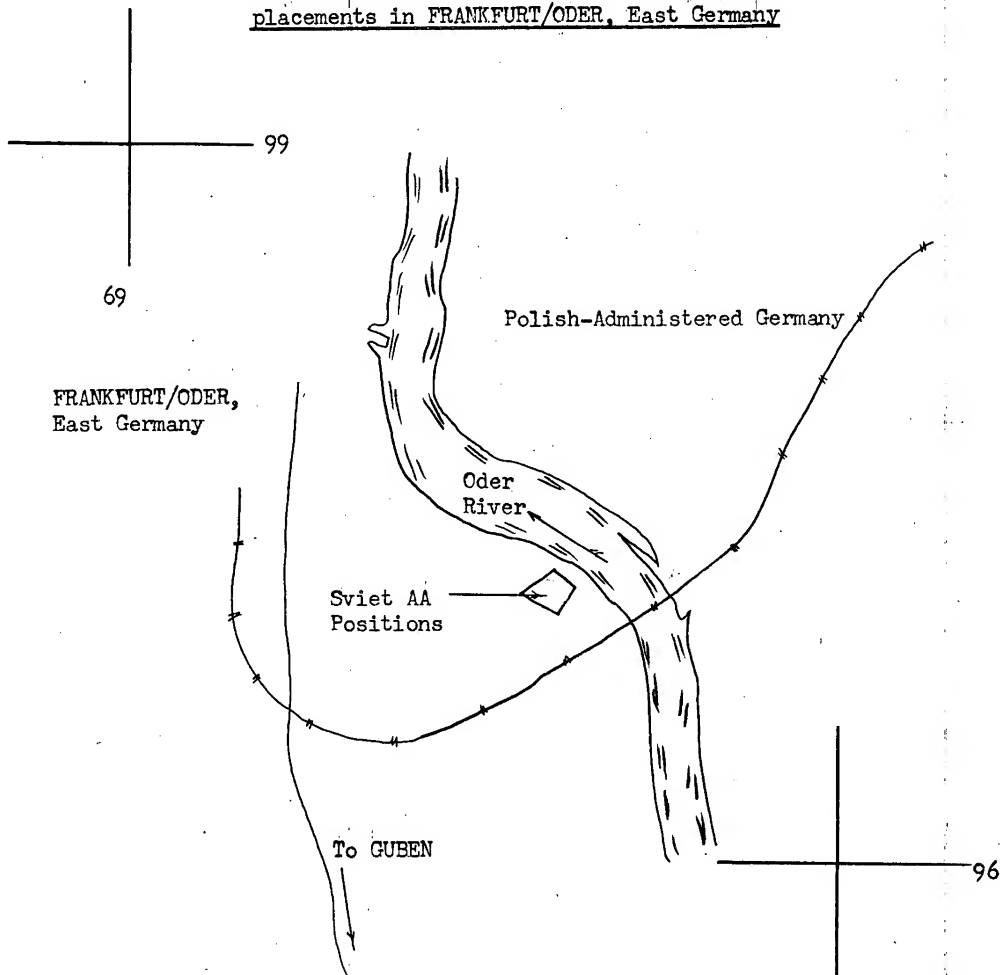 placements in FRANKFURT/ODER, East Germany
99
69
Polish-Administered Germany
FRANKFURT/ODER,
East Germany
Oder
River
Sviet AA
Positions
To GUBEN
96